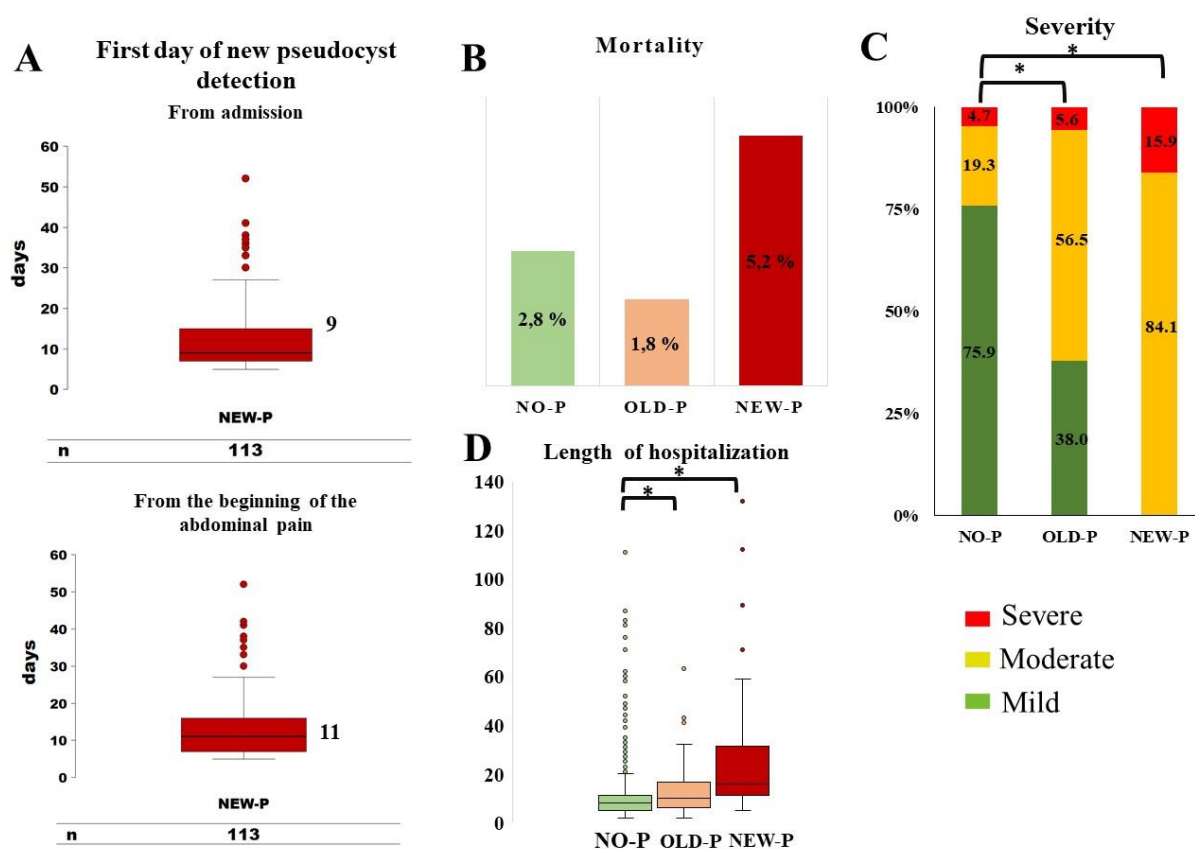 A
First day of new pseudocyst
detection
From admission
60
50
40
30
20
10
0
days
9
NEW-P
n 113
From the beginning of the
abdominal pain
60
50
40
30
20
10
0
days
11
NEW-P
n 113
B
Mortality
2,8 %
1,8 %
5,2 %
NO-P OLD-P NEW-P
C
Severity
*
*
100%
75%
50%
25%
0%
4.7
19.3
75.9
5.6
56.5
38.0
15.9
84.1
NO-P OLD-P NEW-P
Severe
Moderate
Mild
D
Length of hospitalization
*
*
140
120
100
80
60
40
20
0
NO-P OLD-P NEW-P